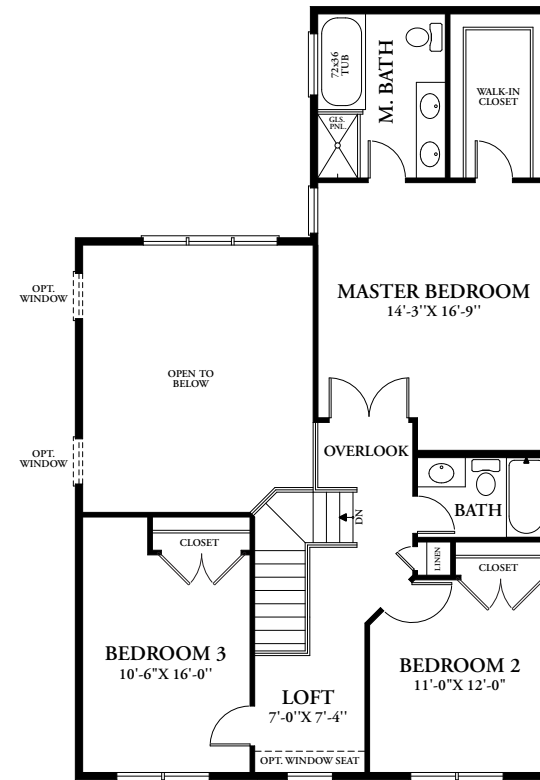 72x36
TUB
M. BATH
GLS.
PNL.
WALK-IN
CLOSET
OPT.
WINDOW
MASTER BEDROOM
14'-3''X 16'-9''
OPEN TO
BELOW
OPT.
WINDOW
OVERLOOK
DN
BATH
LINEN
CLOSET
CLOSET
BEDROOM 3
10'-6"X 16'-0''
BEDROOM 2
11'-0"X 12'-0"
LOFT
7'-0''X 7'-4''
OPT. WINDOW SEAT